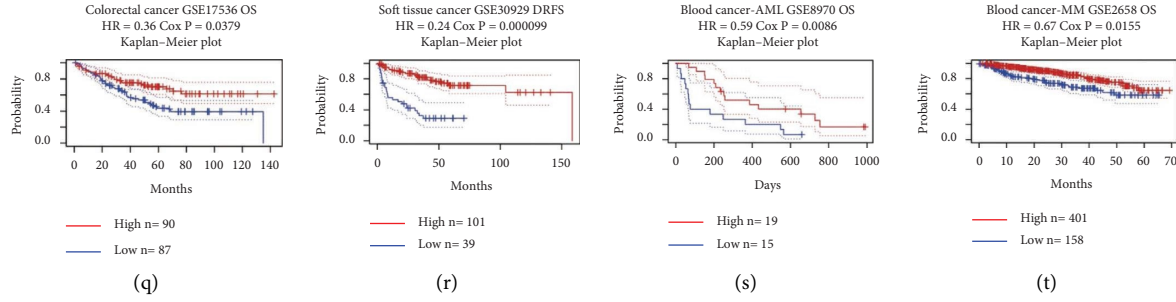 Colorectal cancer GSE17536 OS
HR = 0.36 Cox P = 0.0379
Kaplan–Meier plot
0.8
0.4
0.0
Probability
0 20 40 60 80 100 120 140
Months
High n= 90
Low n= 87
(q)
Soft tissue cancer GSE30929 DRFS
HR = 0.24 Cox P = 0.000099
Kaplan–Meier plot
0.8
0.4
0.0
Probability
0 50 100 150
Months
High n= 101
Low n= 39
(r)
Blood cancer-AML GSE8970 OS
HR = 0.59 Cox P = 0.0086
Kaplan–Meier plot
0.8
0.4
0.0
Probability
0 200 400 600 800 1000
Days
High n= 19
Low n= 15
(s)
Blood cancer-MM GSE2658 OS
HR = 0.67 Cox P = 0.0155
Kaplan–Meier plot
0.8
0.4
0.0
Probability
0 10 20 30 40 50 60 70
Months
High n= 401
Low n= 158
(t)